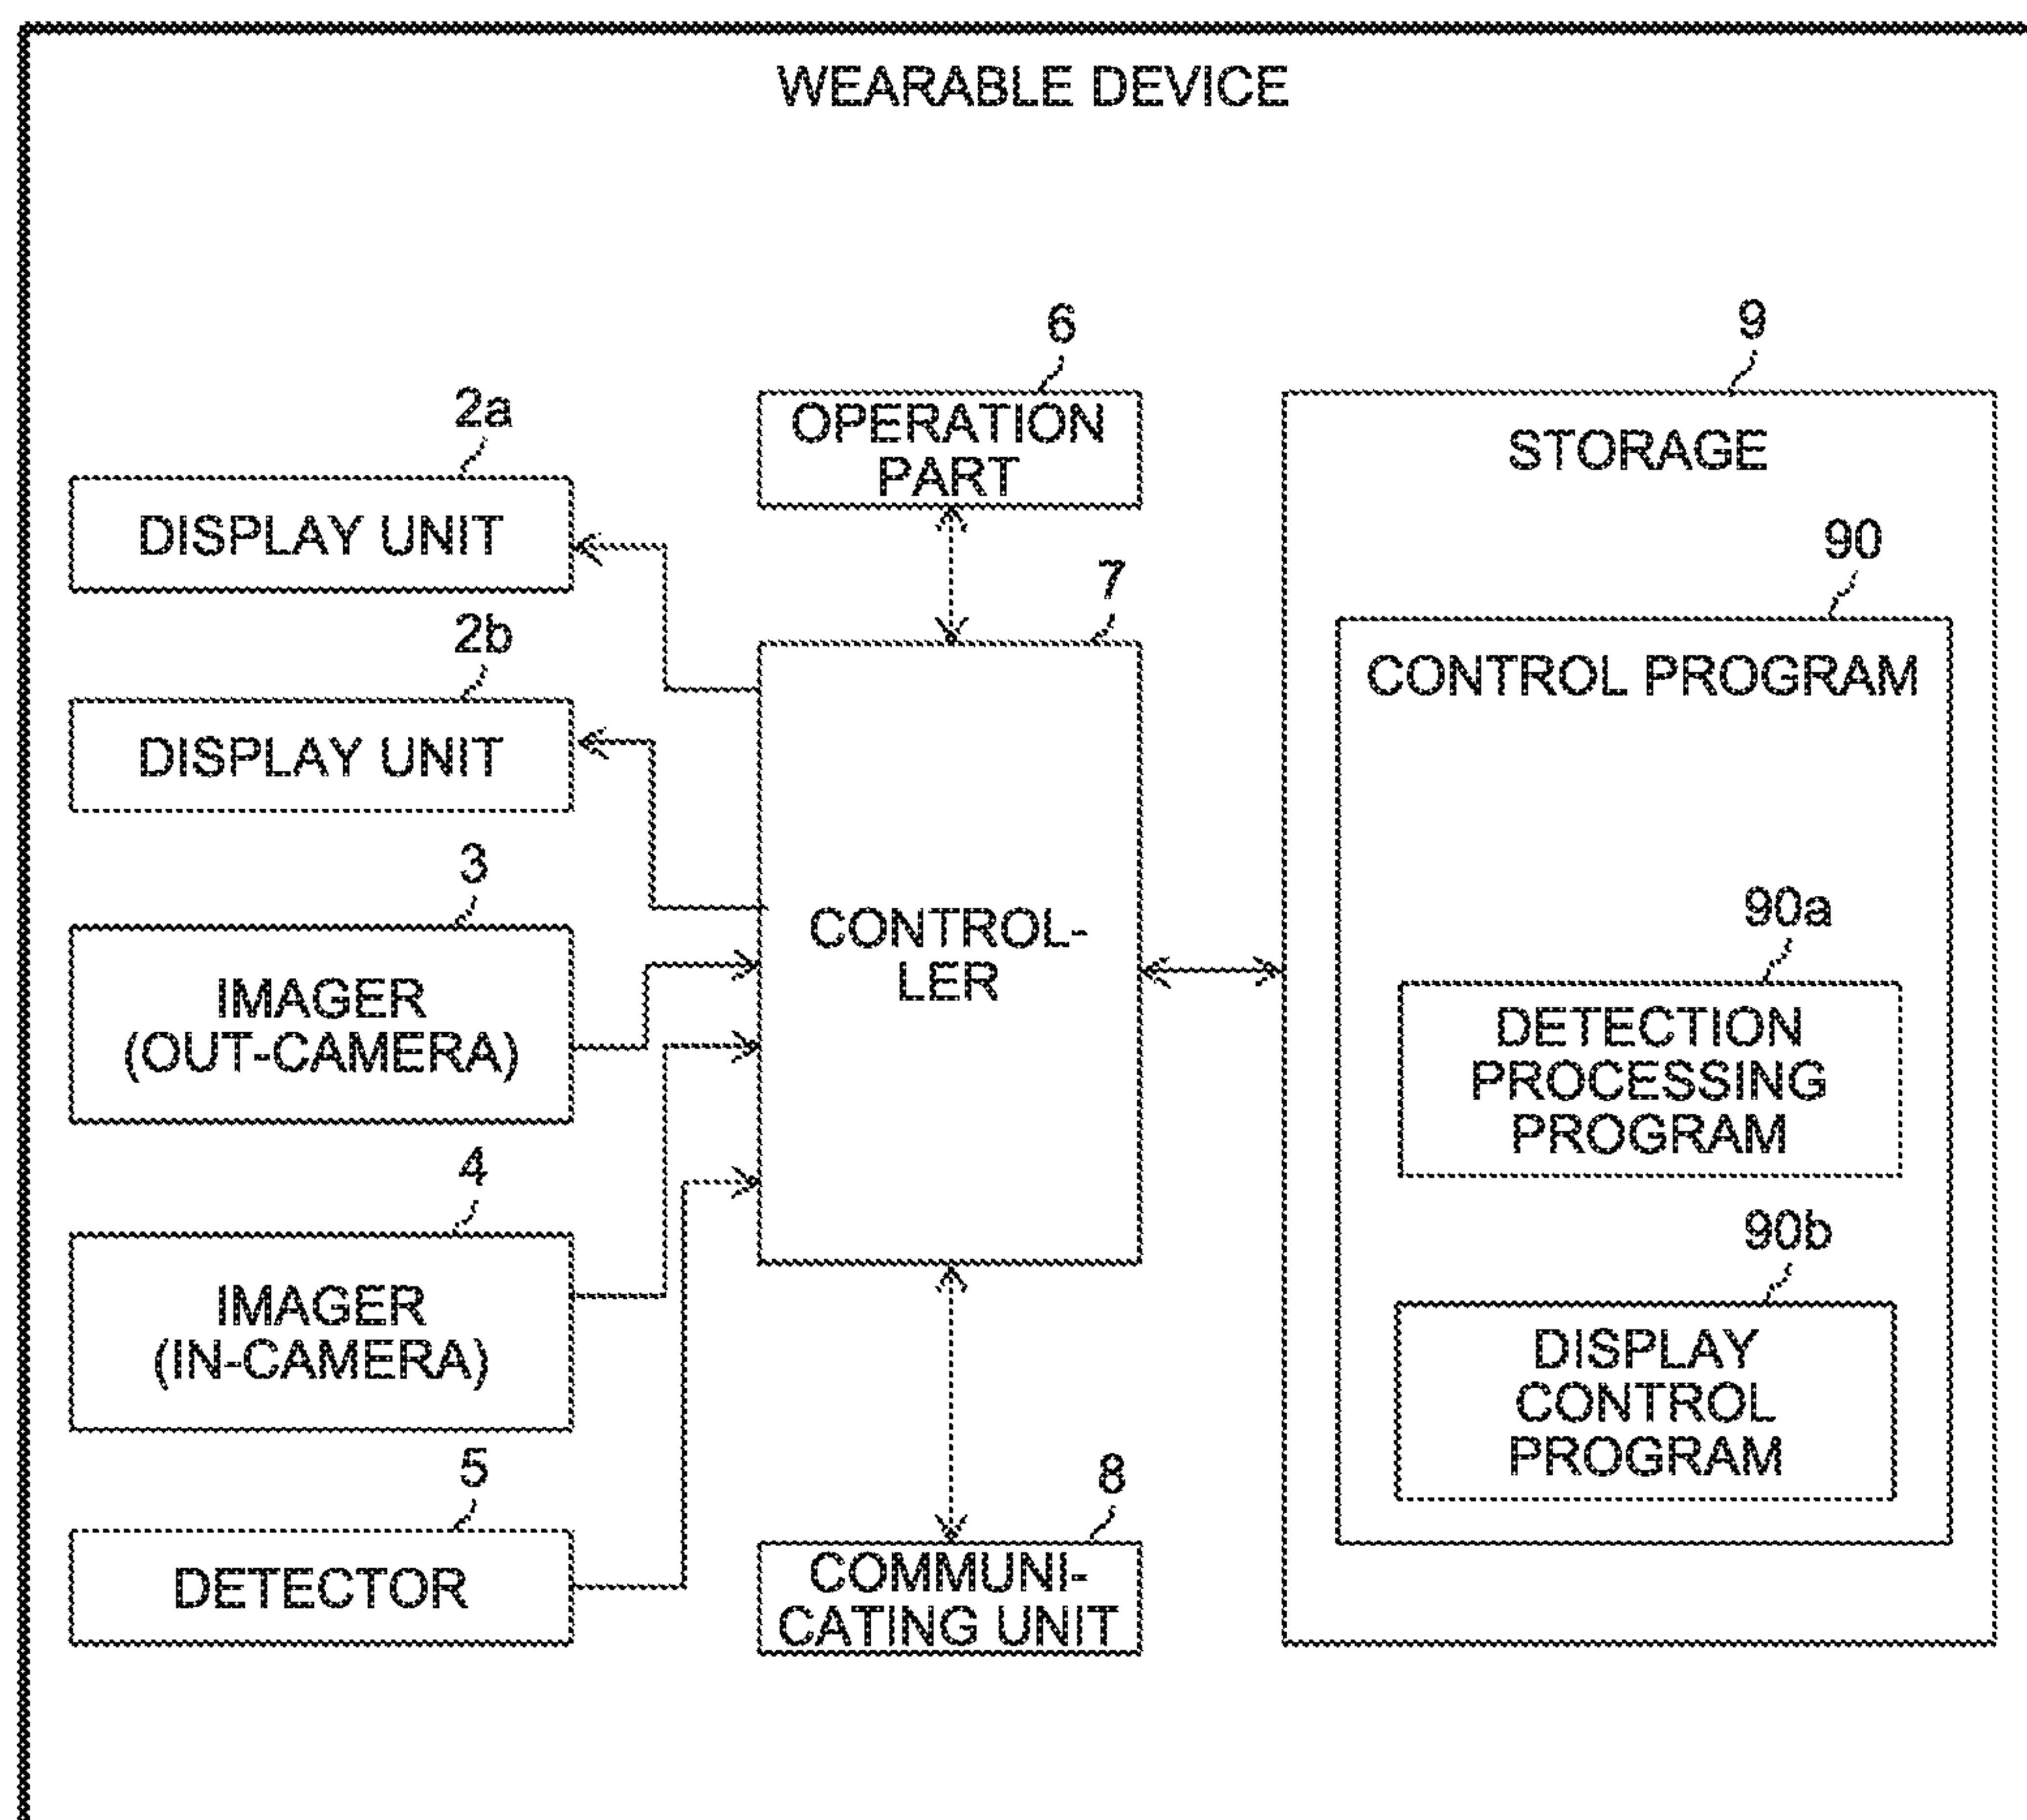 WEARABLE DEVICE
2a
DISPLAY UNIT
2b
DISPLAY UNIT
3
IMAGER
(OUT-CAMERA)
4
IMAGER
(IN-CAMERA)
5
DETECTOR
6
OPERATION
PART
7
CONTROL-
LER
8
COMMUNI-
CATING UNIT
9
STORAGE
90
CONTROL PROGRAM
90a
DETECTION
PROCESSING
PROGRAM
90b
DISPLAY
CONTROL
PROGRAM